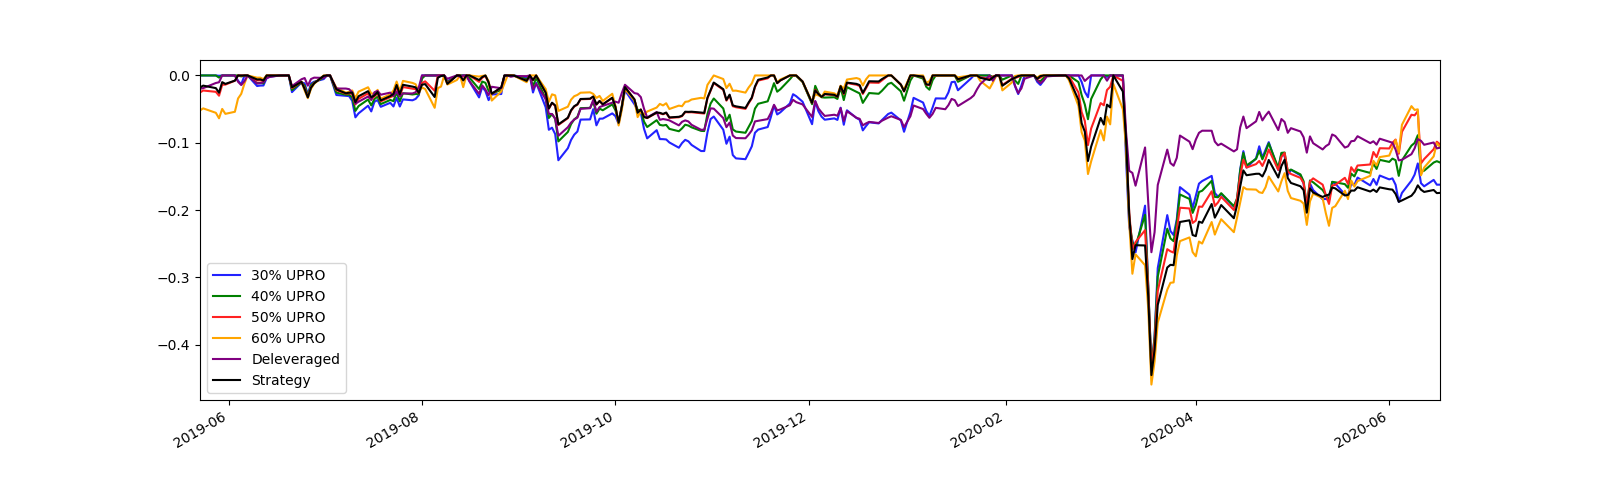 0.0
−0.1
−0.2
−0.3
−0.4
30% UPRO
40% UPRO
50% UPRO
60% UPRO
Deleveraged
Strategy
2019-06
2019-08
2019-10
2019-12
2020-02
2020-04
2020-06